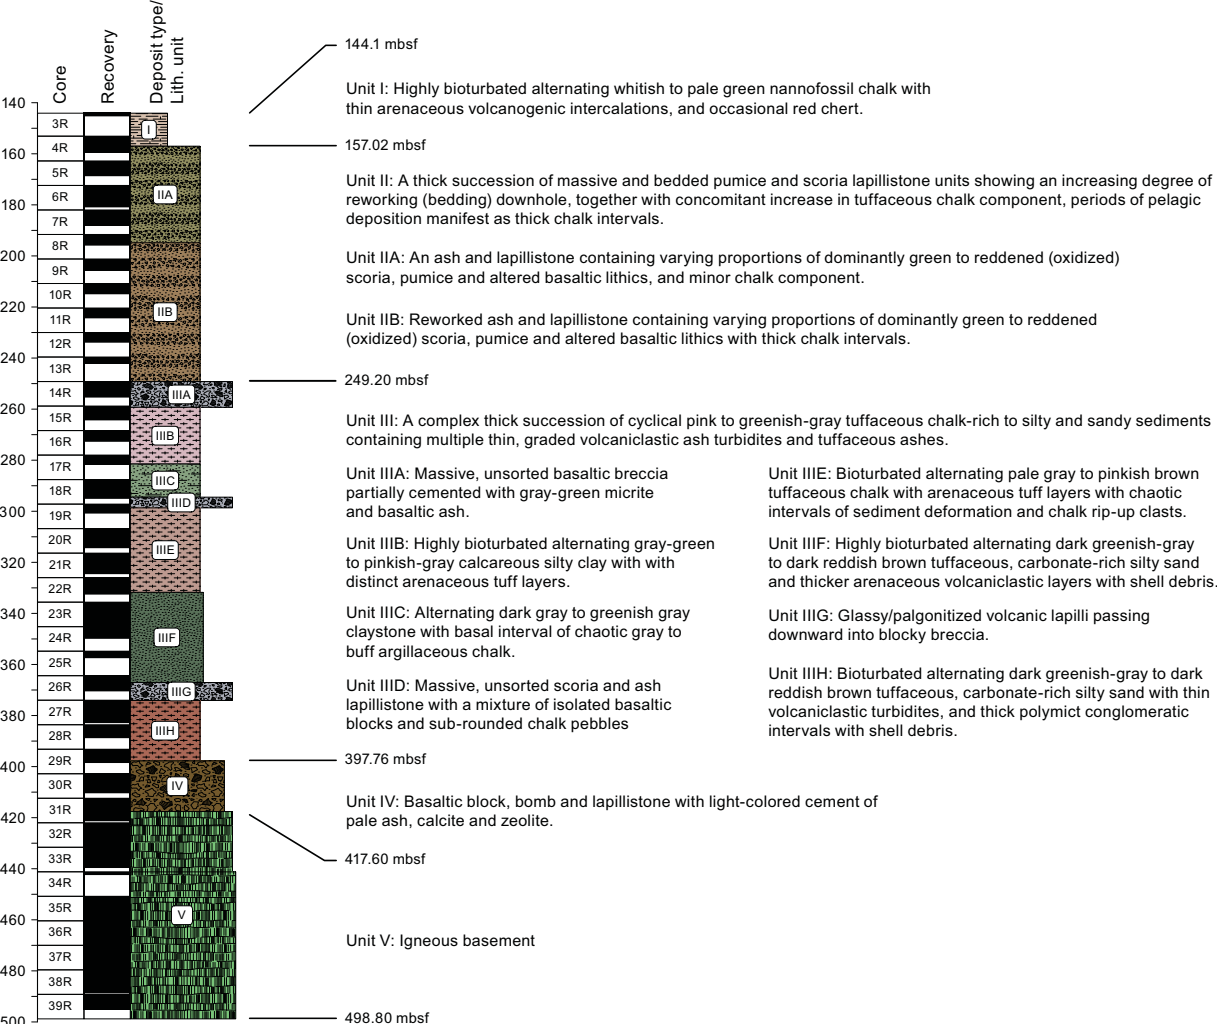 Core
Recovery
Deposit type/
Lith. unit
140
160
180
200
220
240
260
280
300
320
340
360
380
400
420
440
460
480
500
3R
4R
5R
6R
7R
8R
9R
10R
11R
12R
13R
14R
15R
16R
17R
18R
19R
20R
21R
22R
23R
24R
25R
26R
27R
28R
29R
30R
31R
32R
33R
34R
35R
36R
37R
38R
39R
I
IIA
IIB
IIIA
IIIB
IIIC
IIID
IIIE
IIIF
IIIG
IIIH
IV
V
144.1 mbsf
Unit I: Highly bioturbated alternating whitish to pale green nannofossil chalk with
thin arenaceous volcanogenic intercalations, and occasional red chert.
157.02 mbsf
Unit II: A thick succession of massive and bedded pumice and scoria lapillistone units showing an increasing degree of
reworking (bedding) downhole, together with concomitant increase in tuffaceous chalk component, periods of pelagic
deposition manifest as thick chalk intervals.
Unit IIA: An ash and lapillistone containing varying proportions of dominantly green to reddened (oxidized)
scoria, pumice and altered basaltic lithics, and minor chalk component.
Unit IIB: Reworked ash and lapillistone containing varying proportions of dominantly green to reddened
(oxidized) scoria, pumice and altered basaltic lithics with thick chalk intervals.
249.20 mbsf
Unit III: A complex thick succession of cyclical pink to greenish-gray tuffaceous chalk-rich to silty and sandy sediments
containing multiple thin, graded volcaniclastic ash turbidites and tuffaceous ashes.
Unit IIIA: Massive, unsorted basaltic breccia
partially cemented with gray-green micrite
and basaltic ash.
Unit IIIB: Highly bioturbated alternating gray-green
to pinkish-gray calcareous silty clay with with
distinct arenaceous tuff layers.
Unit IIIC: Alternating dark gray to greenish gray
claystone with basal interval of chaotic gray to
buff argillaceous chalk.
Unit IIID: Massive, unsorted scoria and ash
lapillistone with a mixture of isolated basaltic
blocks and sub-rounded chalk pebbles
Unit IIIE: Bioturbated alternating pale gray to pinkish brown
tuffaceous chalk with arenaceous tuff layers with chaotic
intervals of sediment deformation and chalk rip-up clasts.
Unit IIIF: Highly bioturbated alternating dark greenish-gray
to dark reddish brown tuffaceous, carbonate-rich silty sand
and thicker arenaceous volcaniclastic layers with shell debris.
Unit IIIG: Glassy/palgonitized volcanic lapilli passing
downward into blocky breccia.
Unit IIIH: Bioturbated alternating dark greenish-gray to dark
reddish brown tuffaceous, carbonate-rich silty sand with thin
volcaniclastic turbidites, and thick polymict conglomeratic
intervals with shell debris.
397.76 mbsf
Unit IV: Basaltic block, bomb and lapillistone with light-colored cement of
pale ash, calcite and zeolite.
417.60 mbsf
Unit V: Igneous basement
498.80 mbsf